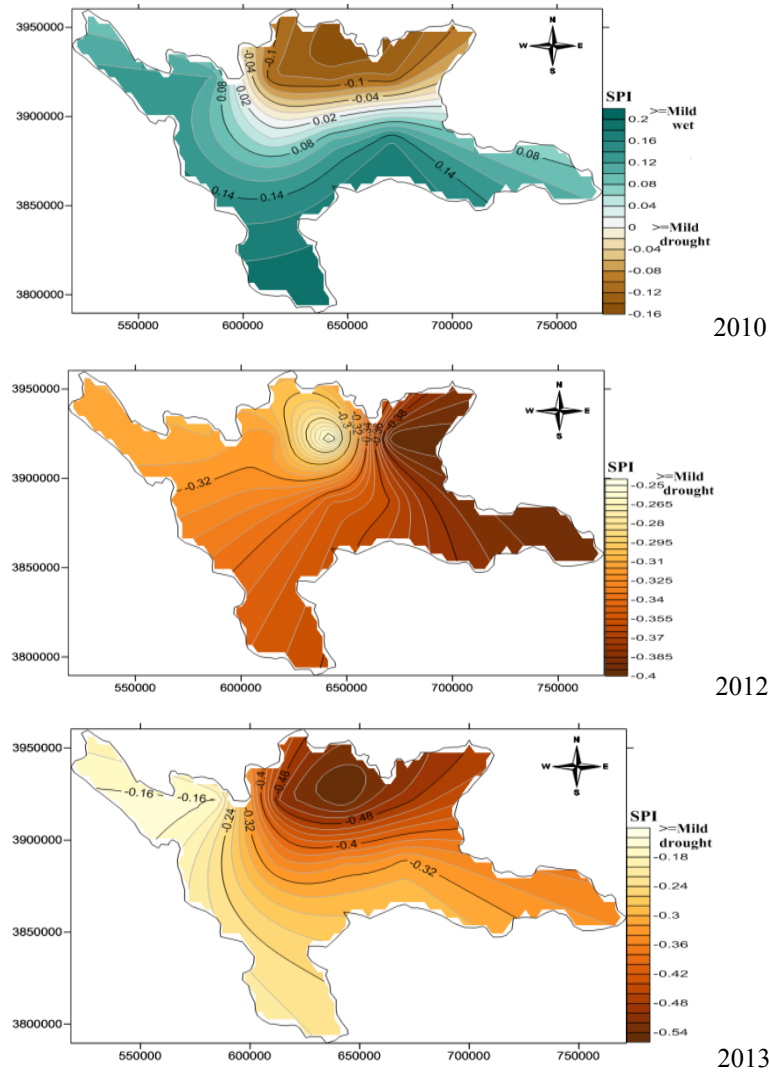 3950000
3900000
3850000
3800000
550000 600000 650000 700000 750000
N
W E
S
-0.1
-0.04
-0.1
-0.04
0.02
0.08
0.02
0.08
0.08
0.14
0.14
SPI
>=Mild
wet
0.2
0.16
0.12
0.08
0.04
0
>=Mild
drought
-0.04
-0.08
-0.12
-0.16
2010
3950000
3900000
3850000
3800000
550000 600000 650000 700000 750000
N
W E
S
-0.3
-0.32
-0.38
-0.32
SPI
>=Mild
drought
-0.25
-0.265
-0.28
-0.295
-0.31
-0.325
-0.34
-0.355
-0.37
-0.385
-0.4
2012
3950000
3900000
3850000
3800000
550000 600000 650000 700000 750000
N
W E
S
-0.16
-0.16
-0.24
-0.32
-0.4
-0.48
-0.48
-0.4
-0.32
SPI
>=Mild
drought
-0.18
-0.24
-0.3
-0.36
-0.42
-0.48
-0.54
2013